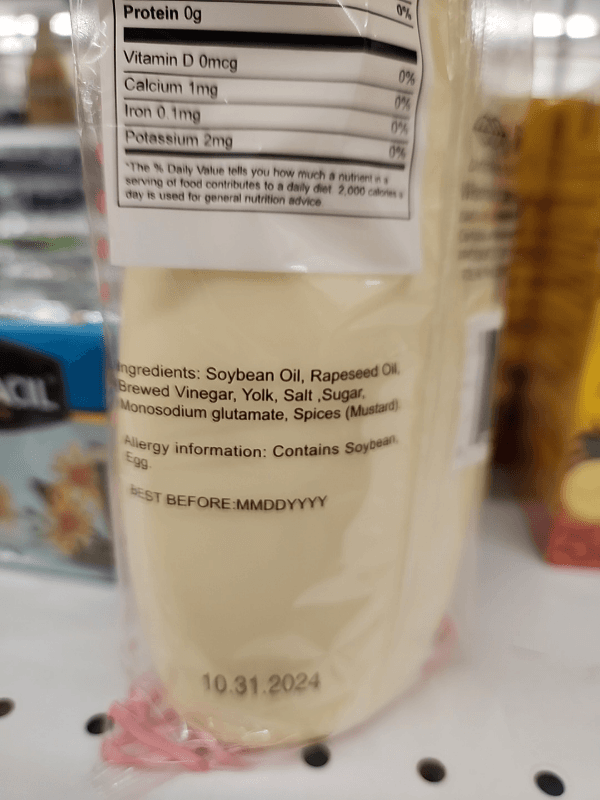 Protein 0g 0%
Vitamin D 0mcg 0%
Calcium 1mg 0%
Iron 0.1mg 0%
Potassium 2mg 0%
*The % Daily Value tells you how much a nutrient in a
serving of food contributes to a daily diet. 2,000 calories a
day is used for general nutrition advice.
Ingredients: Soybean Oil, Rapeseed Oil,
Brewed Vinegar, Yolk, Salt ,Sugar,
Monosodium glutamate, Spices (Mustard).
Allergy information: Contains Soybean,
Egg.
BEST BEFORE:MMDDYYYY
10.31.2024